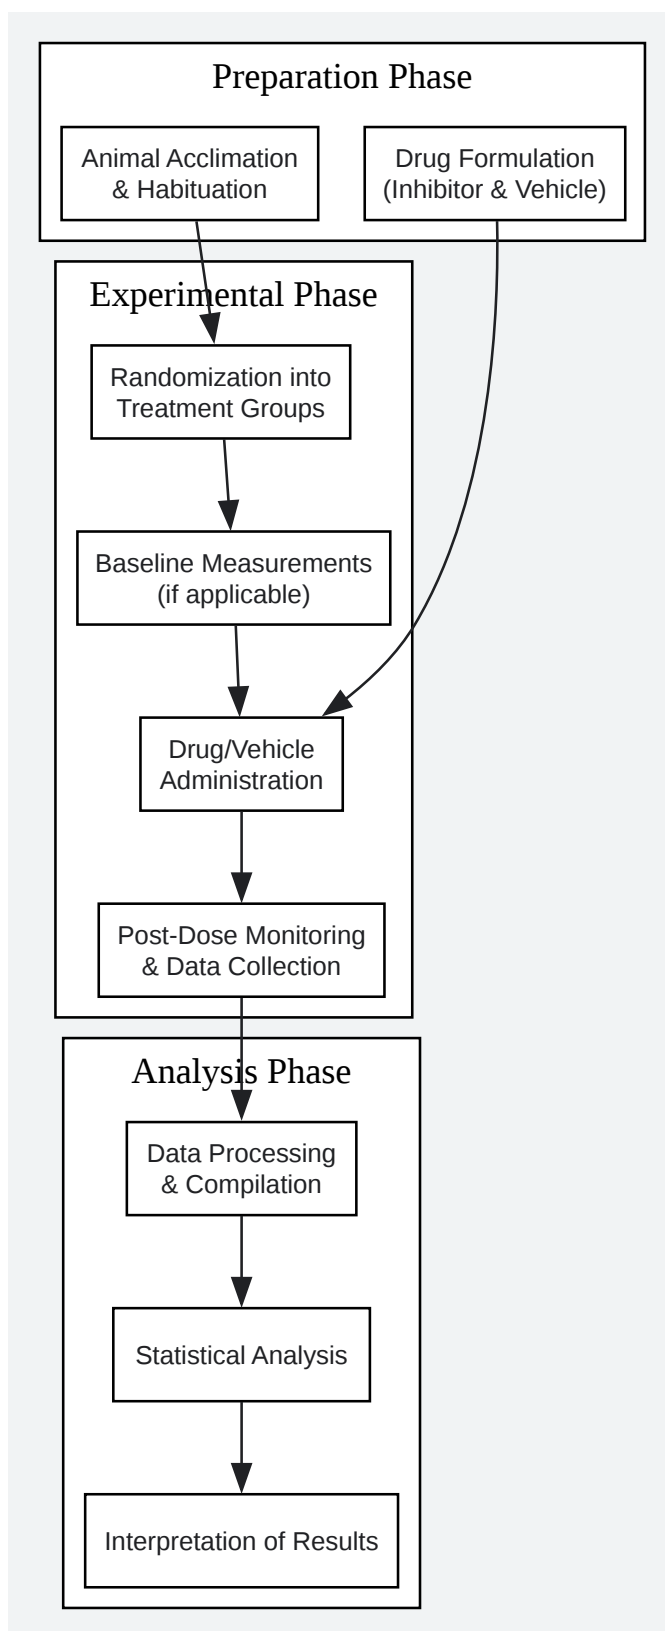 Preparation Phase
Animal Acclimation
& Habituation
Drug Formulation
(Inhibitor & Vehicle)
Experimental Phase
Randomization into
Treatment Groups
Baseline Measurements
(if applicable)
Drug/Vehicle
Administration
Post-Dose Monitoring
& Data Collection
Analysis Phase
Data Processing
& Compilation
Statistical Analysis
Interpretation of Results